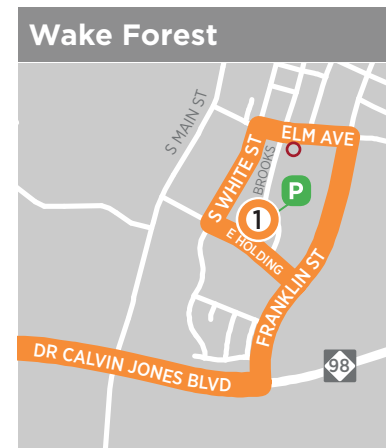 Wake Forest
S MAIN ST
ELM AVE
S WHITE ST
BROOKS
P
1
E HOLDING
FRANKLIN ST
DR CALVIN JONES BLVD
98